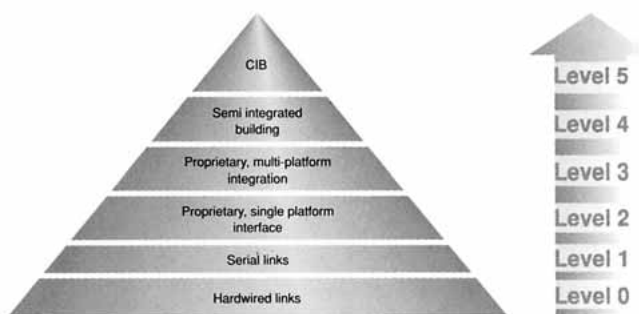 CIB
Semi integrated
building
Proprietary, multi-platform
integration
Proprietary, single platform
interface
Serial links
Hardwired links
Level 5
Level 4
Level 3
Level 2
Level 1
Level 0